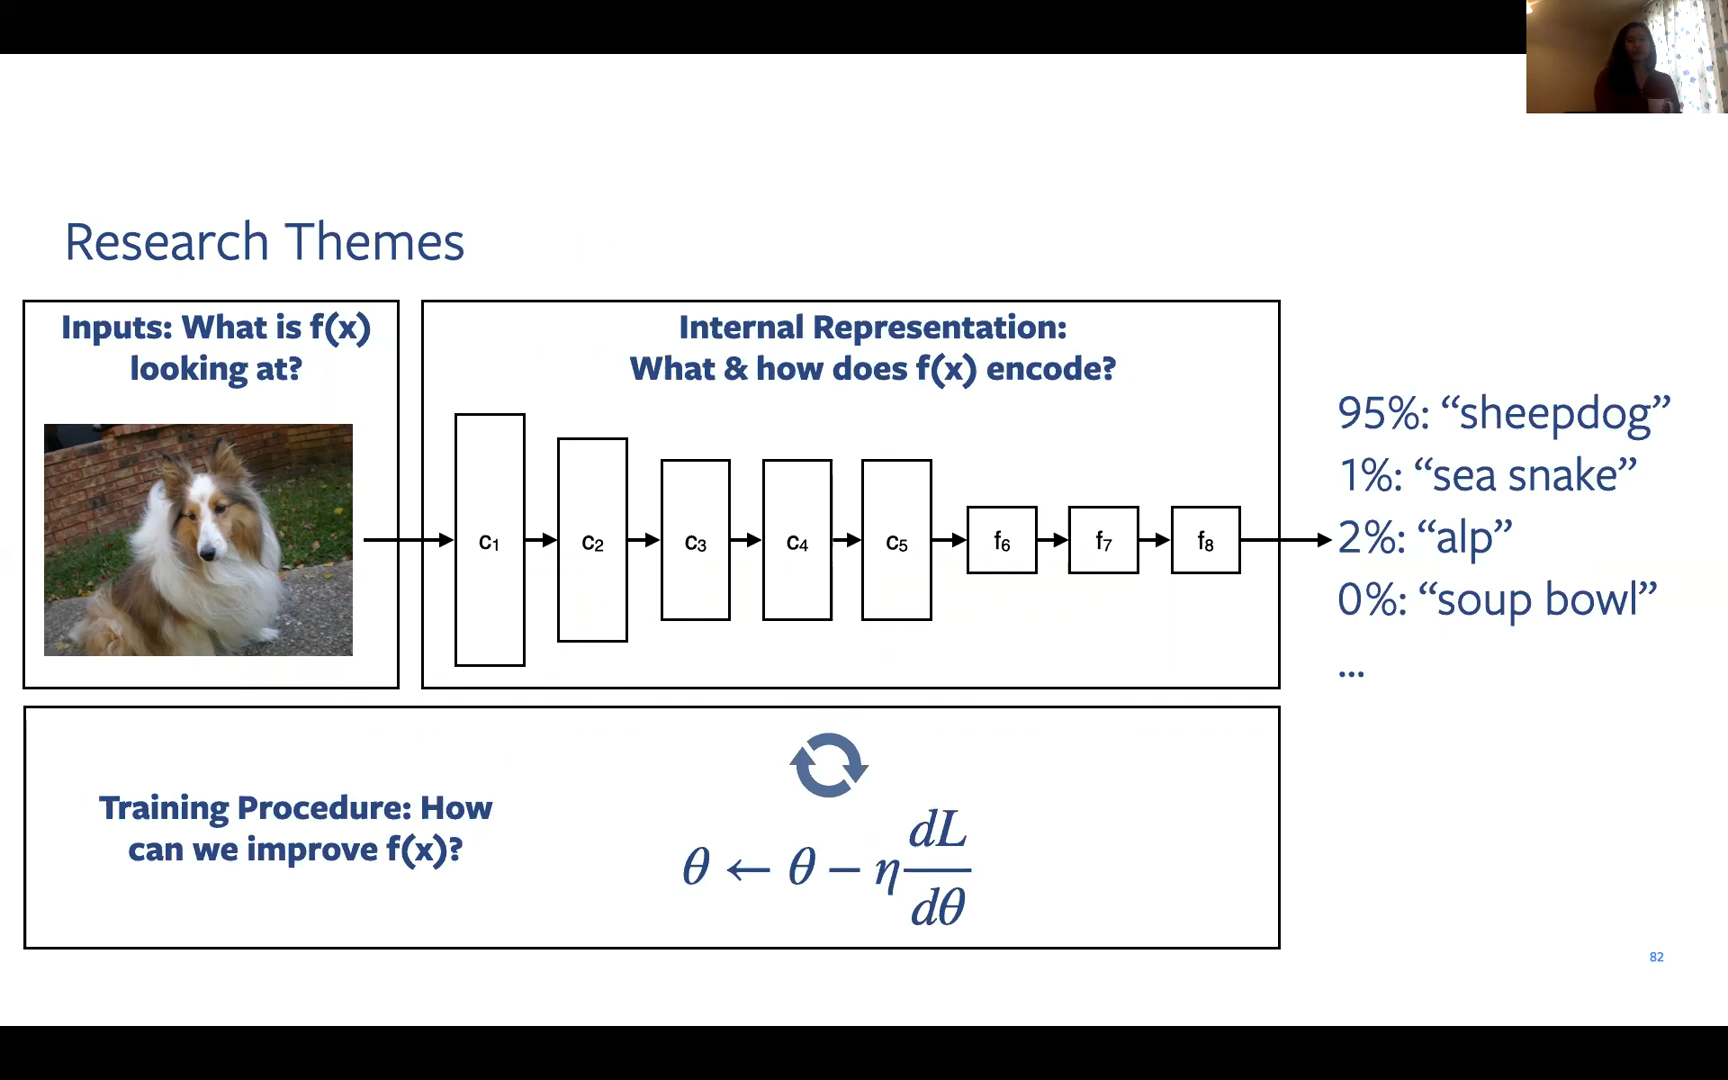 Research Themes
Inputs: What is f(x)
looking at?
Internal Representation:
What & how does f(x) encode?
c₁
c₂
c₃
c₄
c₅
f₆
f₇
f₈
95%: “sheepdog”
1%: “sea snake”
2%: “alp”
0%: “soup bowl”
...
Training Procedure: How
can we improve f(x)?
θ ← θ − η dL/dθ
82